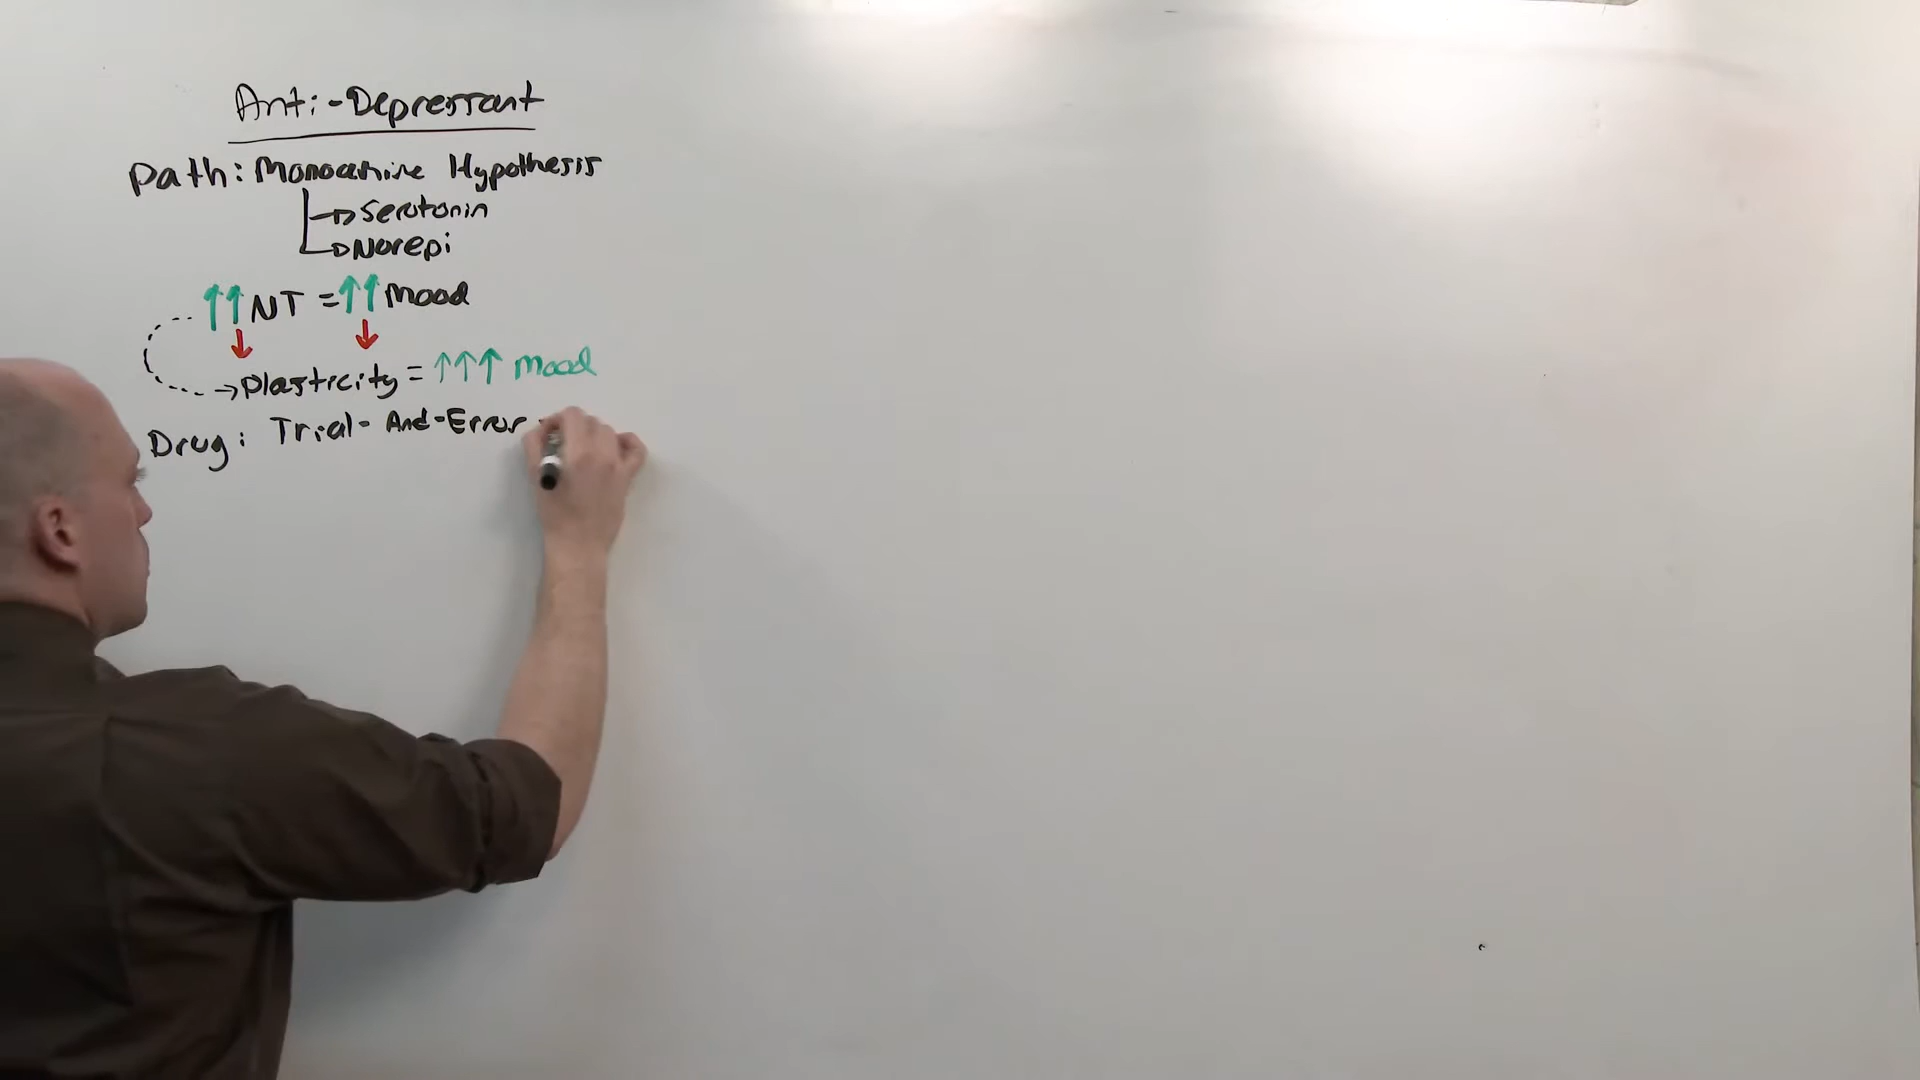 Anti-Depressant
Path: Monoamine Hypothesis
→ Serotonin
→ Norepi
↑↑ NT = ↑↑ Mood
↓ ↓
→ Plasticity = ↑↑↑ Mood
Drug: Trial-And-Error -